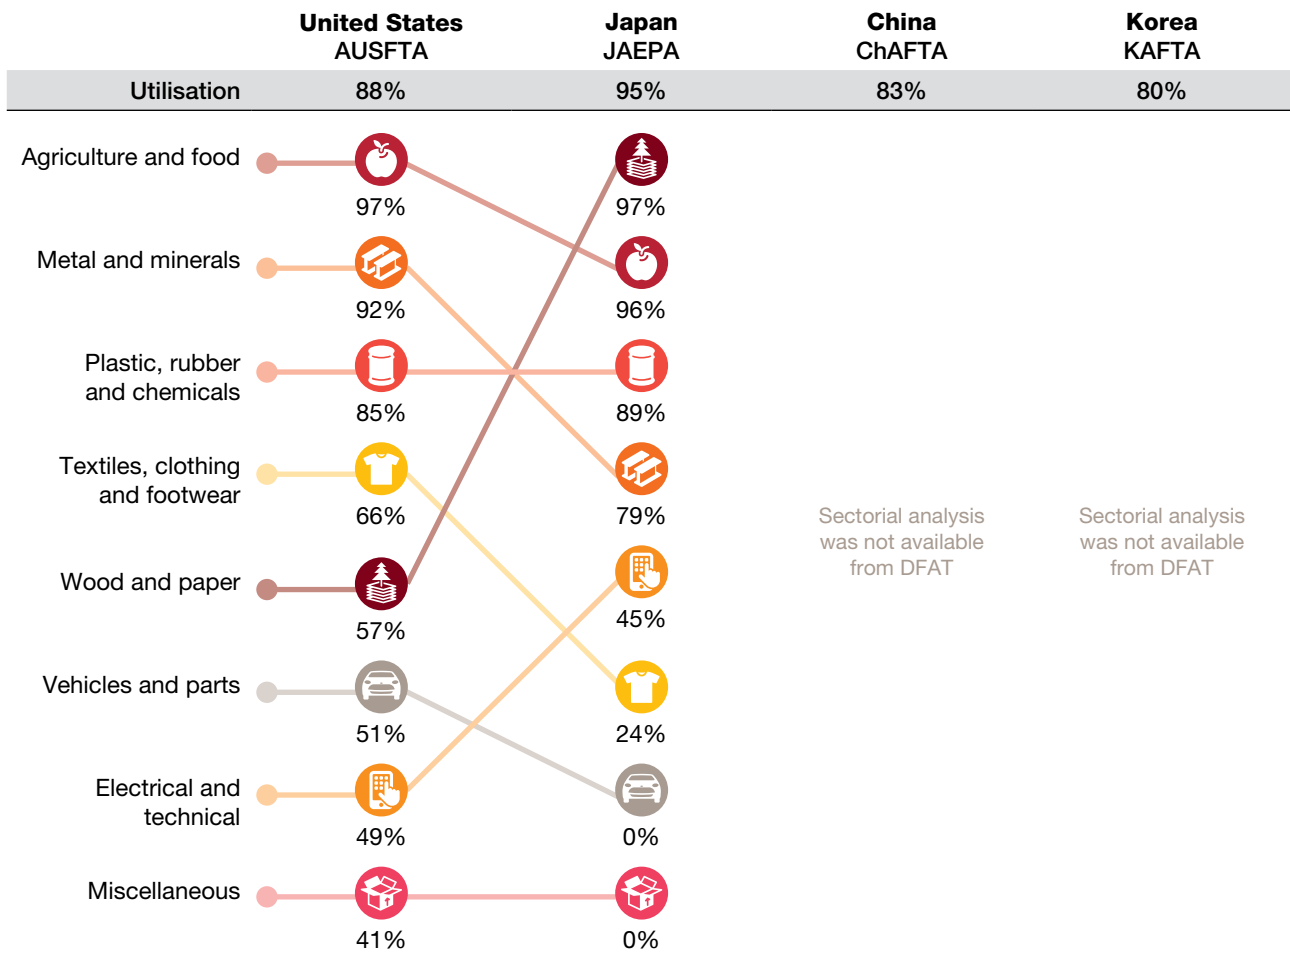 United States
AUSFTA
Japan
JAEPA
China
ChAFTA
Korea
KAFTA
Utilisation 88% 95% 83% 80%
Agriculture and food
97% 97%
Metal and minerals
92% 96%
Plastic, rubber
and chemicals
85% 89%
Textiles, clothing
and footwear
66% 79%
Sectorial analysis
was not available
from DFAT
Sectorial analysis
was not available
from DFAT
Wood and paper
57% 45%
Vehicles and parts
51% 24%
Electrical and
technical
49% 0%
Miscellaneous
41% 0%